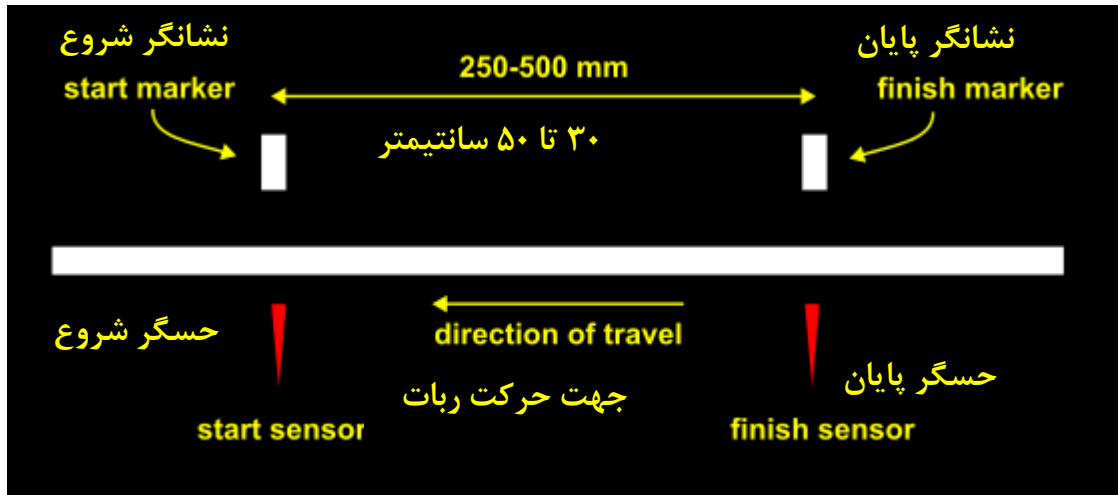 نشانگر شروع
start marker
250-500 mm
۳۰ تا ۵۰ سانتیمتر
نشانگر پایان
finish marker
حسگر شروع
start sensor
direction of travel
جهت حرکت ربات
حسگر پایان
finish sensor